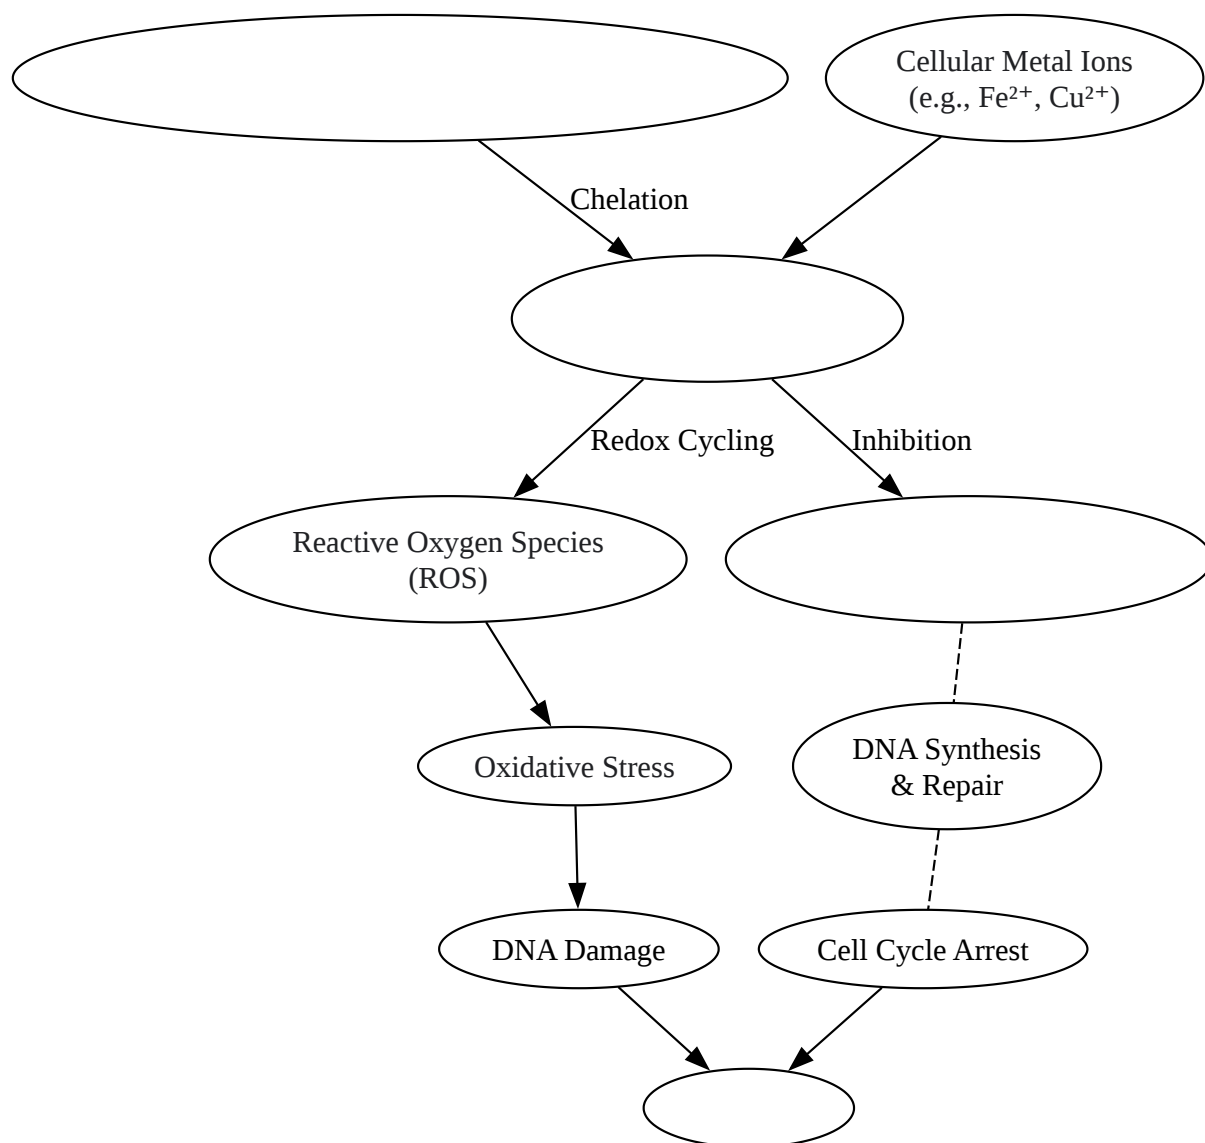 Cellular Metal Ions
(e.g., Fe²⁺, Cu²⁺)
Chelation
Redox Cycling
Inhibition
Reactive Oxygen Species
(ROS)
Oxidative Stress
DNA Synthesis
& Repair
DNA Damage
Cell Cycle Arrest